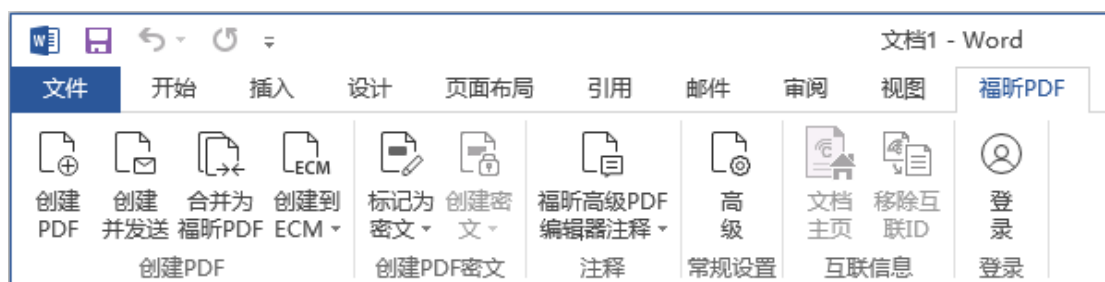 文档1 - Word
文件 开始 插入 设计 页面布局 引用 邮件 审阅 视图 福昕PDF
ECM
创建 创建 合并为 创建到 标记为 创建密 福昕高级PDF 高 文档 移除互 登
PDF 并发送 福昕PDF ECM 密文 文 编辑器注释 级 主页 联ID 录
创建PDF 创建PDF密文 注释 常规设置 互联信息 登录